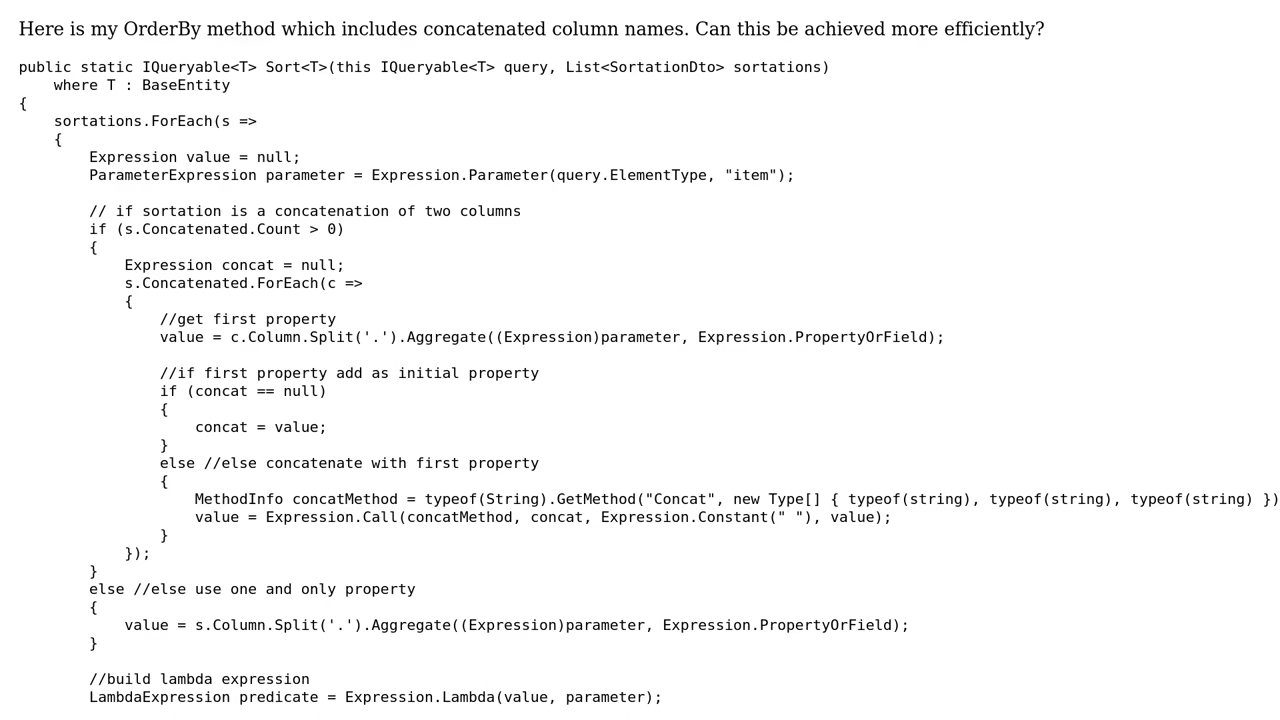 Here is my OrderBy method which includes concatenated column names. Can this be achieved more efficiently?
public static IQueryable<T> Sort<T>(this IQueryable<T> query, List<SortationDto> sortations)
    where T : BaseEntity
{
    sortations.ForEach(s =>
    {
        Expression value = null;
        ParameterExpression parameter = Expression.Parameter(query.ElementType, "item");

        // if sortation is a concatenation of two columns
        if (s.Concatenated.Count > 0)
        {
            Expression concat = null;
            s.Concatenated.ForEach(c =>
            {
                //get first property
                value = c.Column.Split('.').Aggregate((Expression)parameter, Expression.PropertyOrField);

                //if first property add as initial property
                if (concat == null)
                {
                    concat = value;
                }
                else //else concatenate with first property
                {
                    MethodInfo concatMethod = typeof(String).GetMethod("Concat", new Type[] { typeof(string), typeof(string), typeof(string) })
                    value = Expression.Call(concatMethod, concat, Expression.Constant(" "), value);
                }
            });
        }
        else //else use one and only property
        {
            value = s.Column.Split('.').Aggregate((Expression)parameter, Expression.PropertyOrField);
        }

        //build lambda expression
        LambdaExpression predicate = Expression.Lambda(value, parameter);